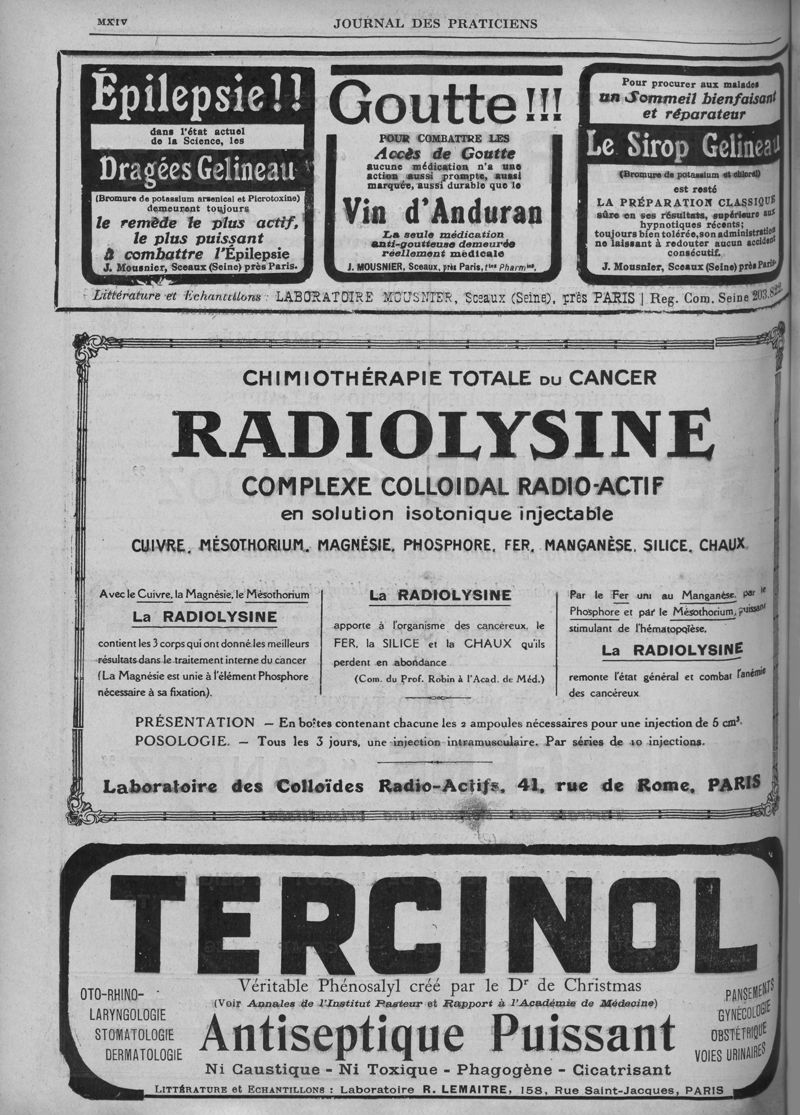 MXIV
JOURNAL DES PRATICIENS
Épilepsie!!
dans l'état actuel
de la Science, les
Dragées Gelineau
(Bromure de potassium arsenical et Picrotoxine)
demeurent toujours
le remède le plus actif,
le plus puissant
à combattre l'Épilepsie
J. Mousnier, Sceaux (Seine) près Paris.
Goutte!!!
POUR COMBATTRE LES
Accès de Goutte
aucune médication n'a une
action aussi prompte, aussi
marquée, aussi durable que le
Vin d'Anduran
La seule médication
anti-goutteuse demeurée
réellement médicale
J. MOUSNIER, Sceaux, près Paris, ttes Pharmies.
Pour procurer aux malades
un Sommeil bienfaisant
et réparateur
Le Sirop Gelineau
(Bromure de potassium et chloral)
est resté
LA PRÉPARATION CLASSIQUE
sûre en ses résultats, supérieure aux
hypnotiques récents;
toujours bien tolérée, son administration
ne laissant à redouter aucun accident
consécutif.
J. Mousnier, Sceaux (Seine) près Paris
Littérature et Echantillons : LABORATOIRE MOUSNIER, Sceaux (Seine), près PARIS | Reg. Com. Seine 203.822
CHIMIOTHÉRAPIE TOTALE DU CANCER
RADIOLYSINE
COMPLEXE COLLOIDAL RADIO-ACTIF
en solution isotonique injectable
CUIVRE, MÉSOTHORIUM, MAGNÉSIE, PHOSPHORE, FER, MANGANÈSE, SILICE, CHAUX
Avec le Cuivre, la Magnésie, le Mésothorium
La RADIOLYSINE
contient les 3 corps qui ont donné les meilleurs
résultats dans le traitement interne du cancer
(La Magnésie est unie à l'élément Phosphore
nécessaire à sa fixation).
La RADIOLYSINE
apporte à l'organisme des cancéreux, le
FER, la SILICE et la CHAUX qu'ils
perdent en abondance
(Com. du Prof. Robin à l'Acad. de Méd.)
Par le Fer uni au Manganèse, par le
Phosphore et par le Mésothorium, puissant
stimulant de l'hématopoïèse,
La RADIOLYSINE
remonte l'état général et combat l'anémie
des cancéreux
PRÉSENTATION — En boîtes contenant chacune les 2 ampoules nécessaires pour une injection de 5 cm³.
POSOLOGIE. — Tous les 3 jours, une injection intramusculaire. Par séries de 10 injections.
Laboratoire des Colloïdes Radio-Actifs, 41, rue de Rome, PARIS
TERCINOL
Véritable Phénosalyl créé par le Dr de Christmas
(Voir Annales de l'Institut Pasteur et Rapport à l'Académie de Médecine)
OTO-RHINO-
LARYNGOLOGIE
STOMATOLOGIE
DERMATOLOGIE
Antiseptique Puissant
PANSEMENTS
GYNÉCOLOGIE
OBSTÉTRIQUE
VOIES URINAIRES
Ni Caustique - Ni Toxique - Phagogène - Cicatrisant
LITTÉRATURE et ECHANTILLONS : Laboratoire R. LEMAITRE, 158, Rue Saint-Jacques, PARIS